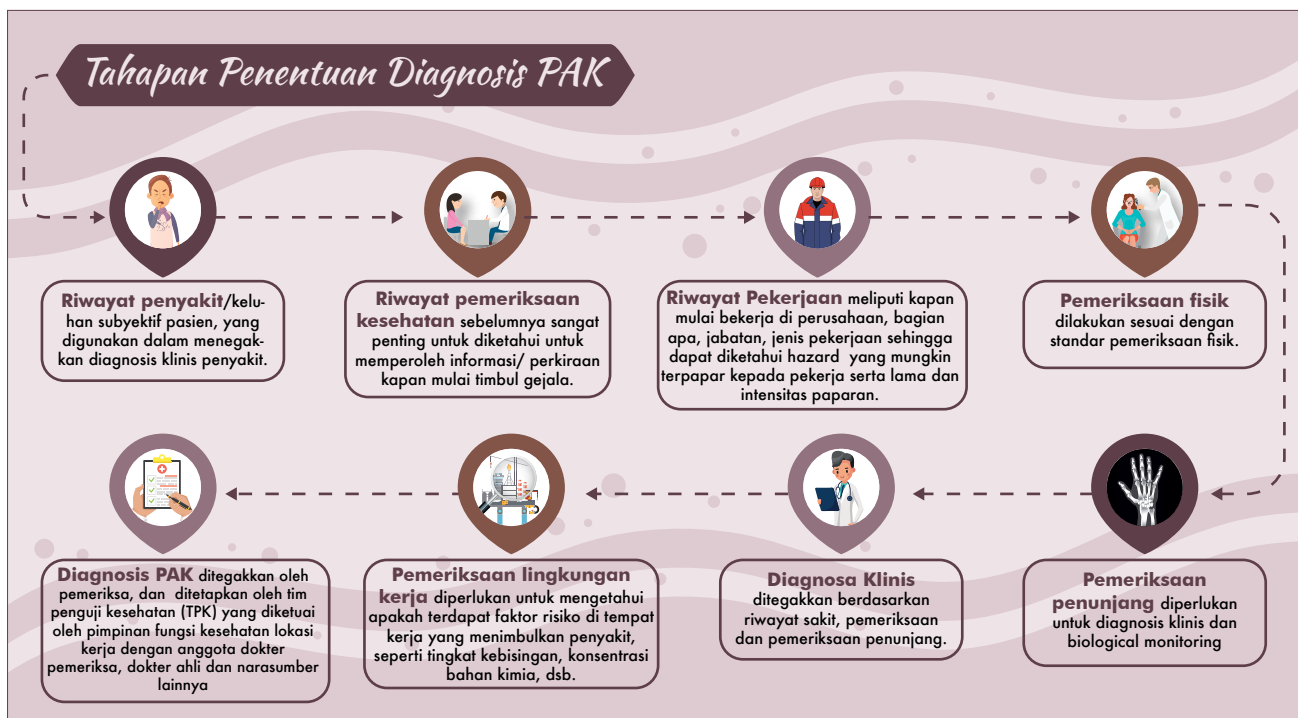 Tahapan Penentuan Diagnosis PAK
Riwayat penyakit/kelu-
han subyektif pasien, yang
digunakan dalam menegak-
kan diagnosis klinis penyakit.
Riwayat pemeriksaan
kesehatan sebelumnya sangat
penting untuk diketahui untuk
memperoleh informasi/ perkiraan
kapan mulai timbul gejala.
Riwayat Pekerjaan meliputi kapan
mulai bekerja di perusahaan, bagian
apa, jabatan, jenis pekerjaan sehingga
dapat diketahui hazard yang mungkin
terpapar kepada pekerja serta lama dan
intensitas paparan.
Pemeriksaan fisik
dilakukan sesuai dengan
standar pemeriksaan fisik.
Pemeriksaan
penunjang diperlukan
untuk diagnosis klinis dan
biological monitoring
Diagnosa Klinis
ditegakkan berdasarkan
riwayat sakit, pemeriksaan
dan pemeriksaan penunjang.
Pemeriksaan lingkungan
kerja diperlukan untuk mengetahui
apakah terdapat faktor risiko di tempat
kerja yang menimbulkan penyakit,
seperti tingkat kebisingan, konsentrasi
bahan kimia, dsb.
Diagnosis PAK ditegakkan oleh
pemeriksa, dan ditetapkan oleh tim
penguji kesehatan (TPK) yang diketuai
oleh pimpinan fungsi kesehatan lokasi
kerja dengan anggota dokter
pemeriksa, dokter ahli dan narasumber
lainnya